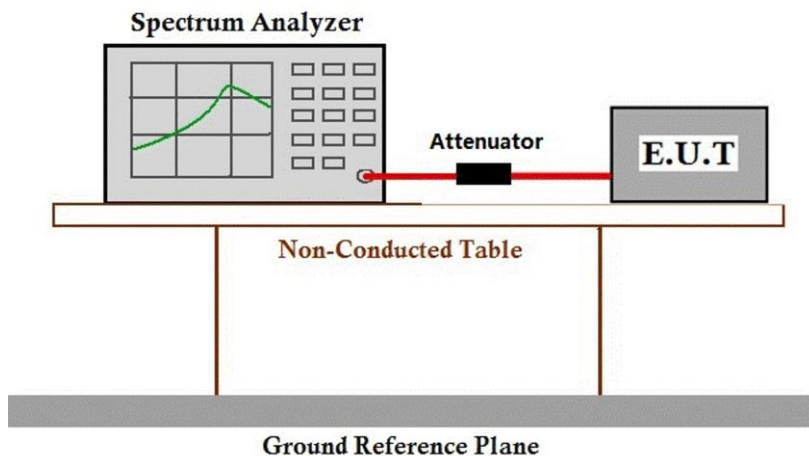 Spectrum Analyzer
Attenuator
E.U.T
Non-Conducted Table
Ground Reference Plane